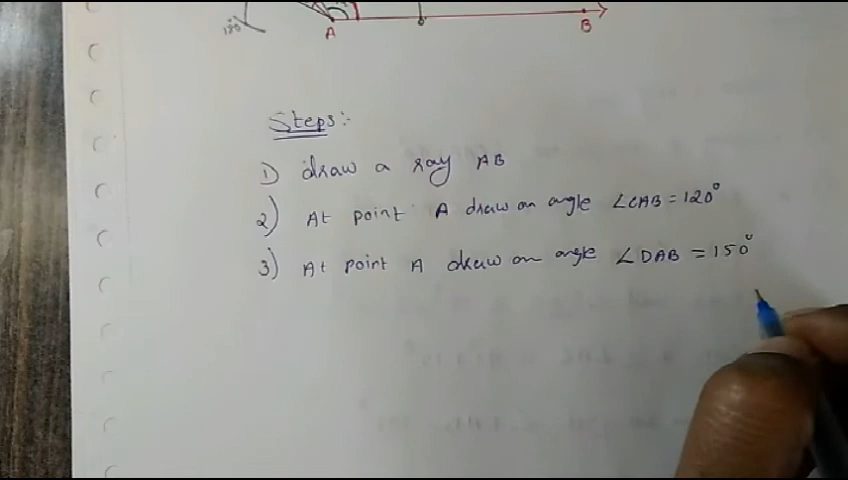 A
B
Steps:-
1) draw a ray AB
2) At point A draw an angle ∠CAB = 120°
3) At point A draw an angle ∠DAB = 150°